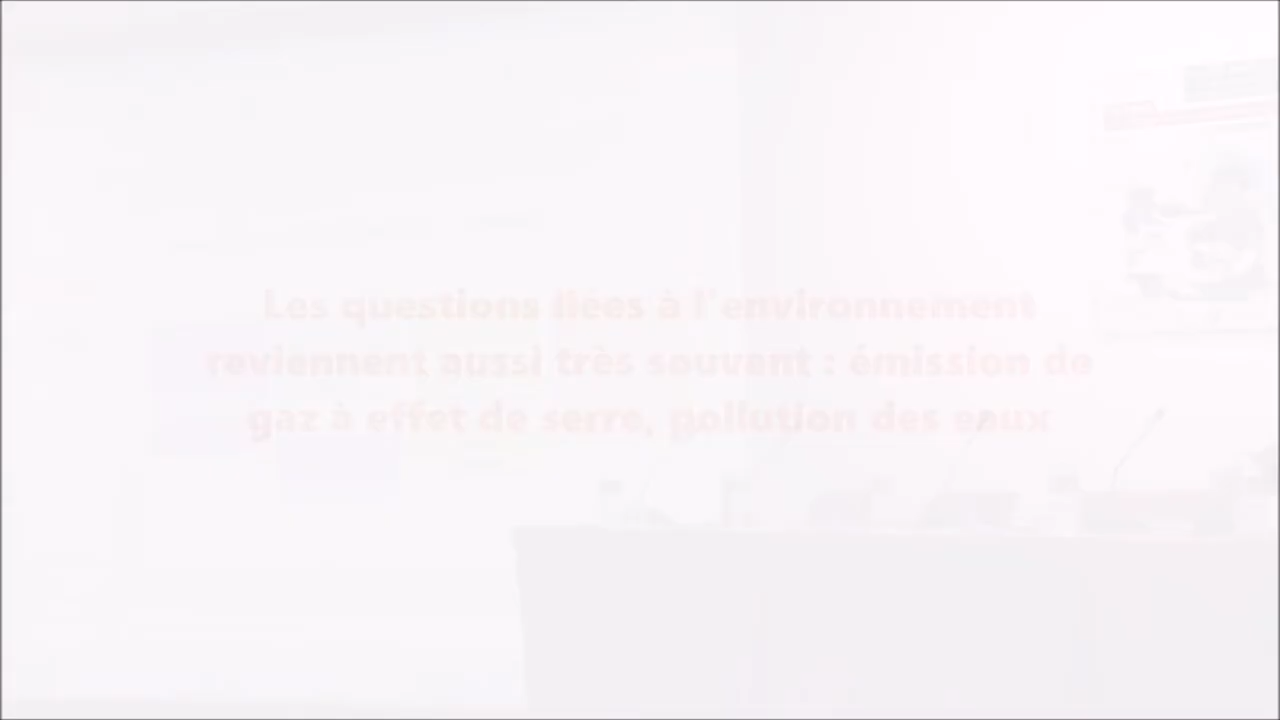 Les questions liées à l'environnement
reviennent aussi très souvent : émission de
gaz à effet de serre, pollution des eaux